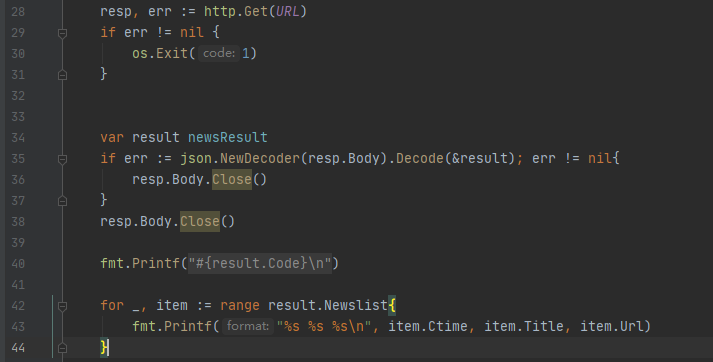 28 resp, err := http.Get(URL)
29 if err != nil {
30 os.Exit( code: 1)
31 }
32
33
34 var result newsResult
35 if err := json.NewDecoder(resp.Body).Decode(&result); err != nil{
36 resp.Body.Close()
37 }
38 resp.Body.Close()
39
40 fmt.Printf("#{result.Code}\n")
41
42 for _, item := range result.Newslist{
43 fmt.Printf( format: "%s %s %s\n", item.Ctime, item.Title, item.Url)
44 }